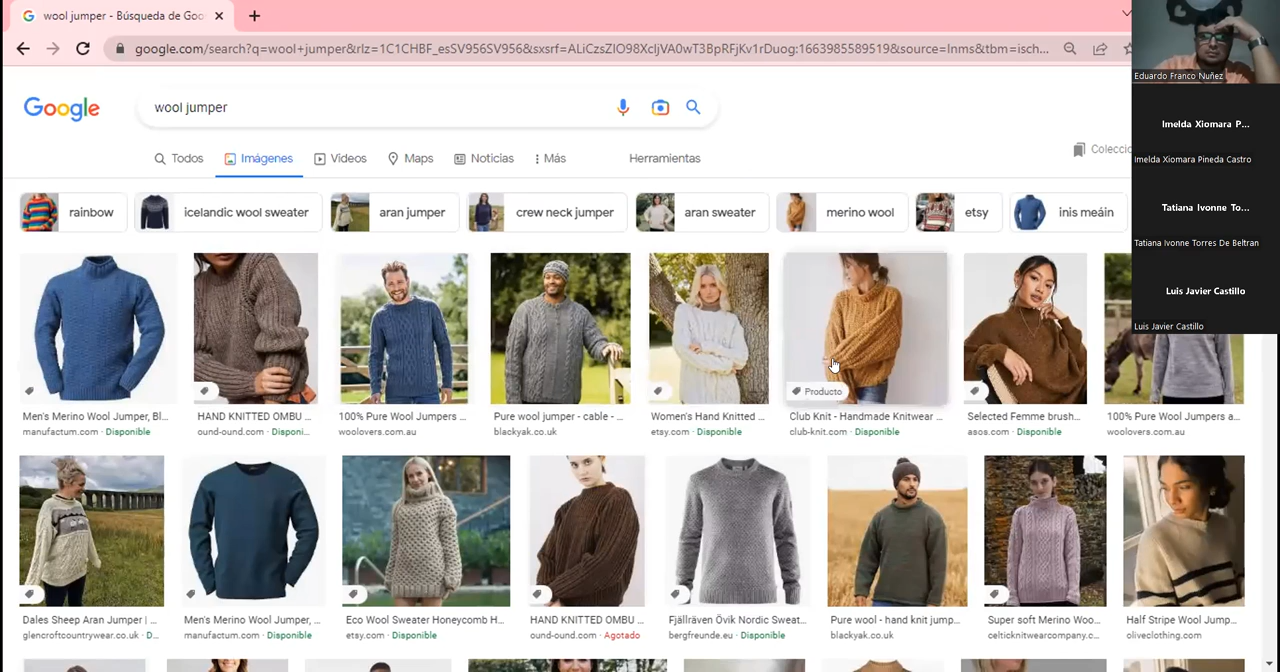 wool jumper - Búsqueda de Goo
google.com/search?q=wool+jumper&rlz=1C1CHBF_esSV956SV956&sxsrf=ALiCzsZIO98XcIjVA0wT3BpRFjKv1rDuog:1663985589519&source=lnms&tbm=isch...
Eduardo Franco Nuñez
Google
wool jumper
Imelda Xiomara P...
Imelda Xiomara Pineda Castro
Todos Imágenes Videos Maps Noticias Más Herramientas Colecció
rainbow icelandic wool sweater aran jumper crew neck jumper aran sweater merino wool etsy inis meáin
Tatiana Ivonne To...
Tatiana Ivonne Torres De Beltran
Luis Javier Castillo
Luis Javier Castillo
Producto
Men's Merino Wool Jumper, Bl... HAND KNITTED OMBU ... 100% Pure Wool Jumpers ... Pure wool jumper - cable - ... Women's Hand Knitted ... Club Knit - Handmade Knitwear ... Selected Femme brush... 100% Pure Wool Jumpers a...
manufactum.com · Disponible ound-ound.com · Disponi... woolovers.com.au blackyak.co.uk etsy.com · Disponible club-knit.com · Disponible asos.com · Disponible woolovers.com.au
Dales Sheep Aran Jumper | ... Men's Merino Wool Jumper, ... Eco Wool Sweater Honeycomb H... HAND KNITTED OMBU ... Fjällräven Övik Nordic Sweat... Pure wool - hand knit jump... Super soft Merino Woo... Half Stripe Wool Jump...
glencroftcountrywear.co.uk · D... manufactum.com · Disponible etsy.com · Disponible ound-ound.com · Agotado bergfreunde.eu · Disponible blackyak.co.uk celticknitwearcompany.c... oliveclothing.com